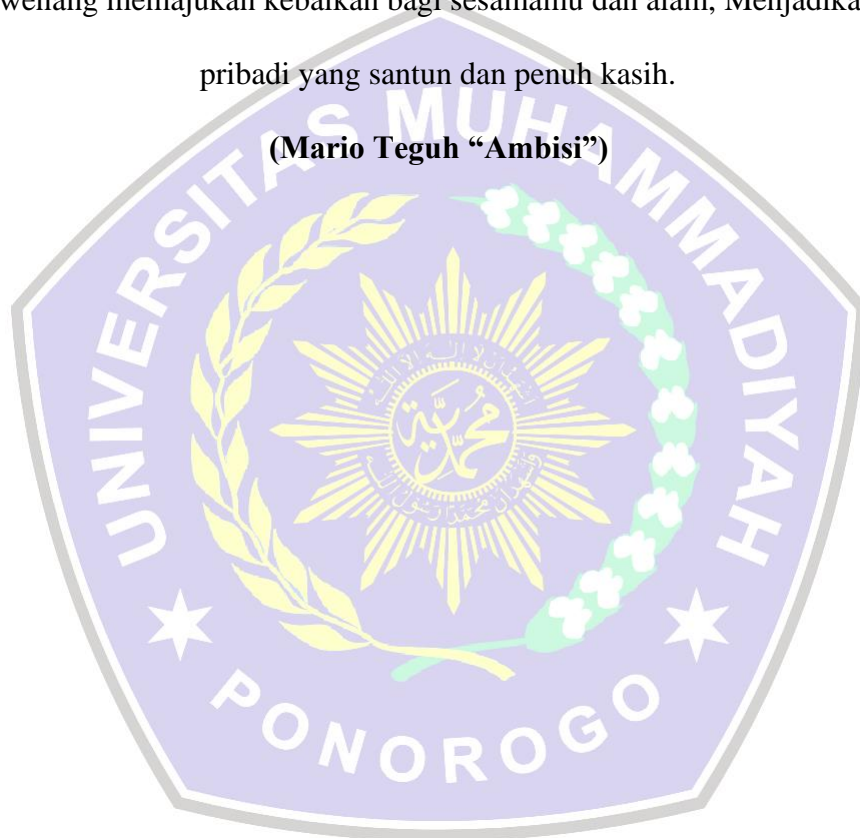 wenang memajukan kebaikan bagi sesamamu dan alam, Menjadika
pribadi yang santun dan penuh kasih.
(Mario Teguh “Ambisi”)
UNIVERSITAS MUHAMMADIYAH
محمدية
PONOROGO